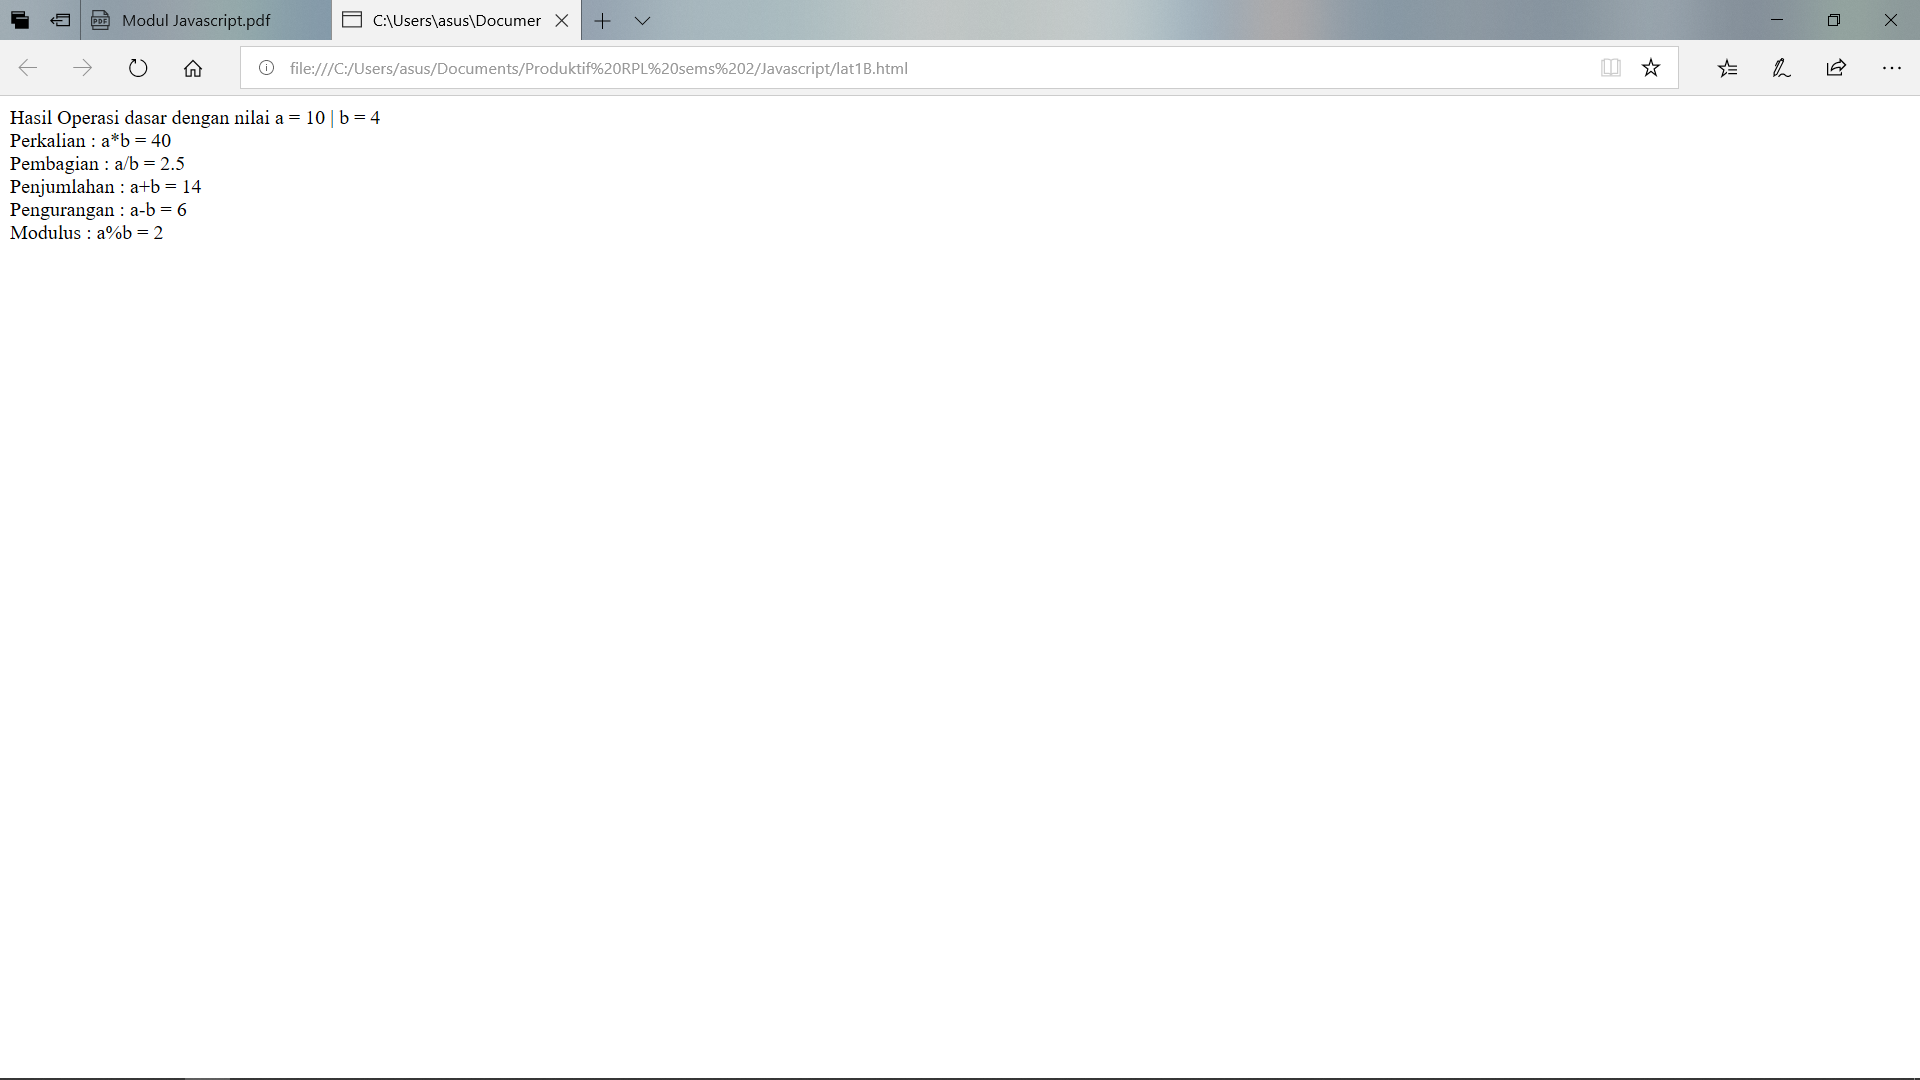 Modul Javascript.pdf
C:\Users\asus\Documer
file:///C:/Users/asus/Documents/Produktif%20RPL%20sems%202/Javascript/lat1B.html
Hasil Operasi dasar dengan nilai a = 10 | b = 4
Perkalian : a*b = 40
Pembagian : a/b = 2.5
Penjumlahan : a+b = 14
Pengurangan : a-b = 6
Modulus : a%b = 2